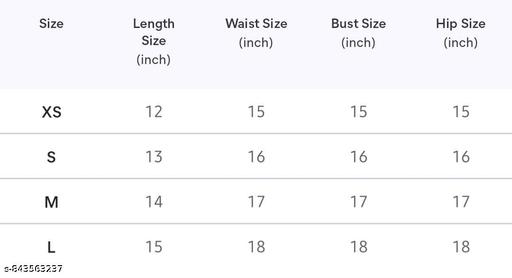 Size Length Size (inch) Waist Size (inch) Bust Size (inch) Hip Size (inch)
XS 12 15 15 15
S 13 16 16 16
M 14 17 17 17
L 15 18 18 18
s-843563237